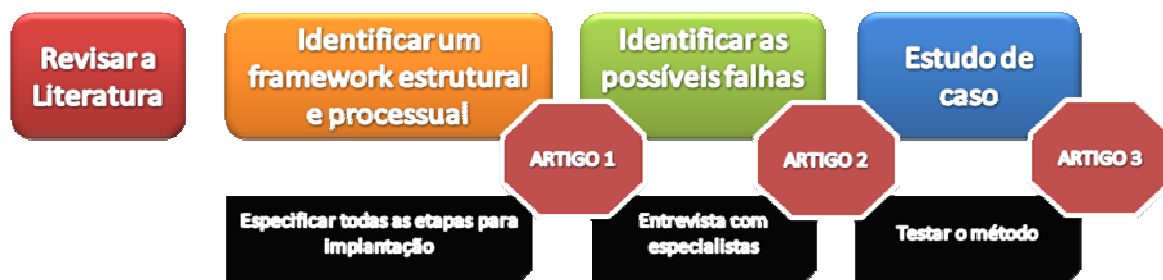 Revisar a
Literatura
Identificar um
framework estrutural
e processual
Identificar as
possíveis falhas
Estudo de
caso
ARTIGO 1
ARTIGO 2
ARTIGO 3
Especificar todas as etapas para
Implantação
Entrevista com
especialistas
Testar o método